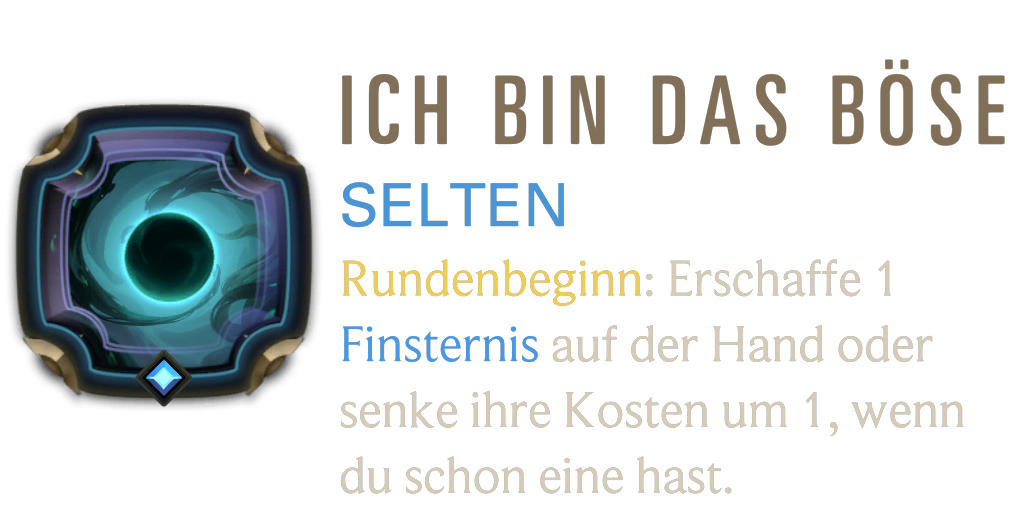 ICH BIN DAS BÖSE
SELTEN
Rundenbeginn: Erschaffe 1
Finsternis auf der Hand oder
senke ihre Kosten um 1, wenn
du schon eine hast.